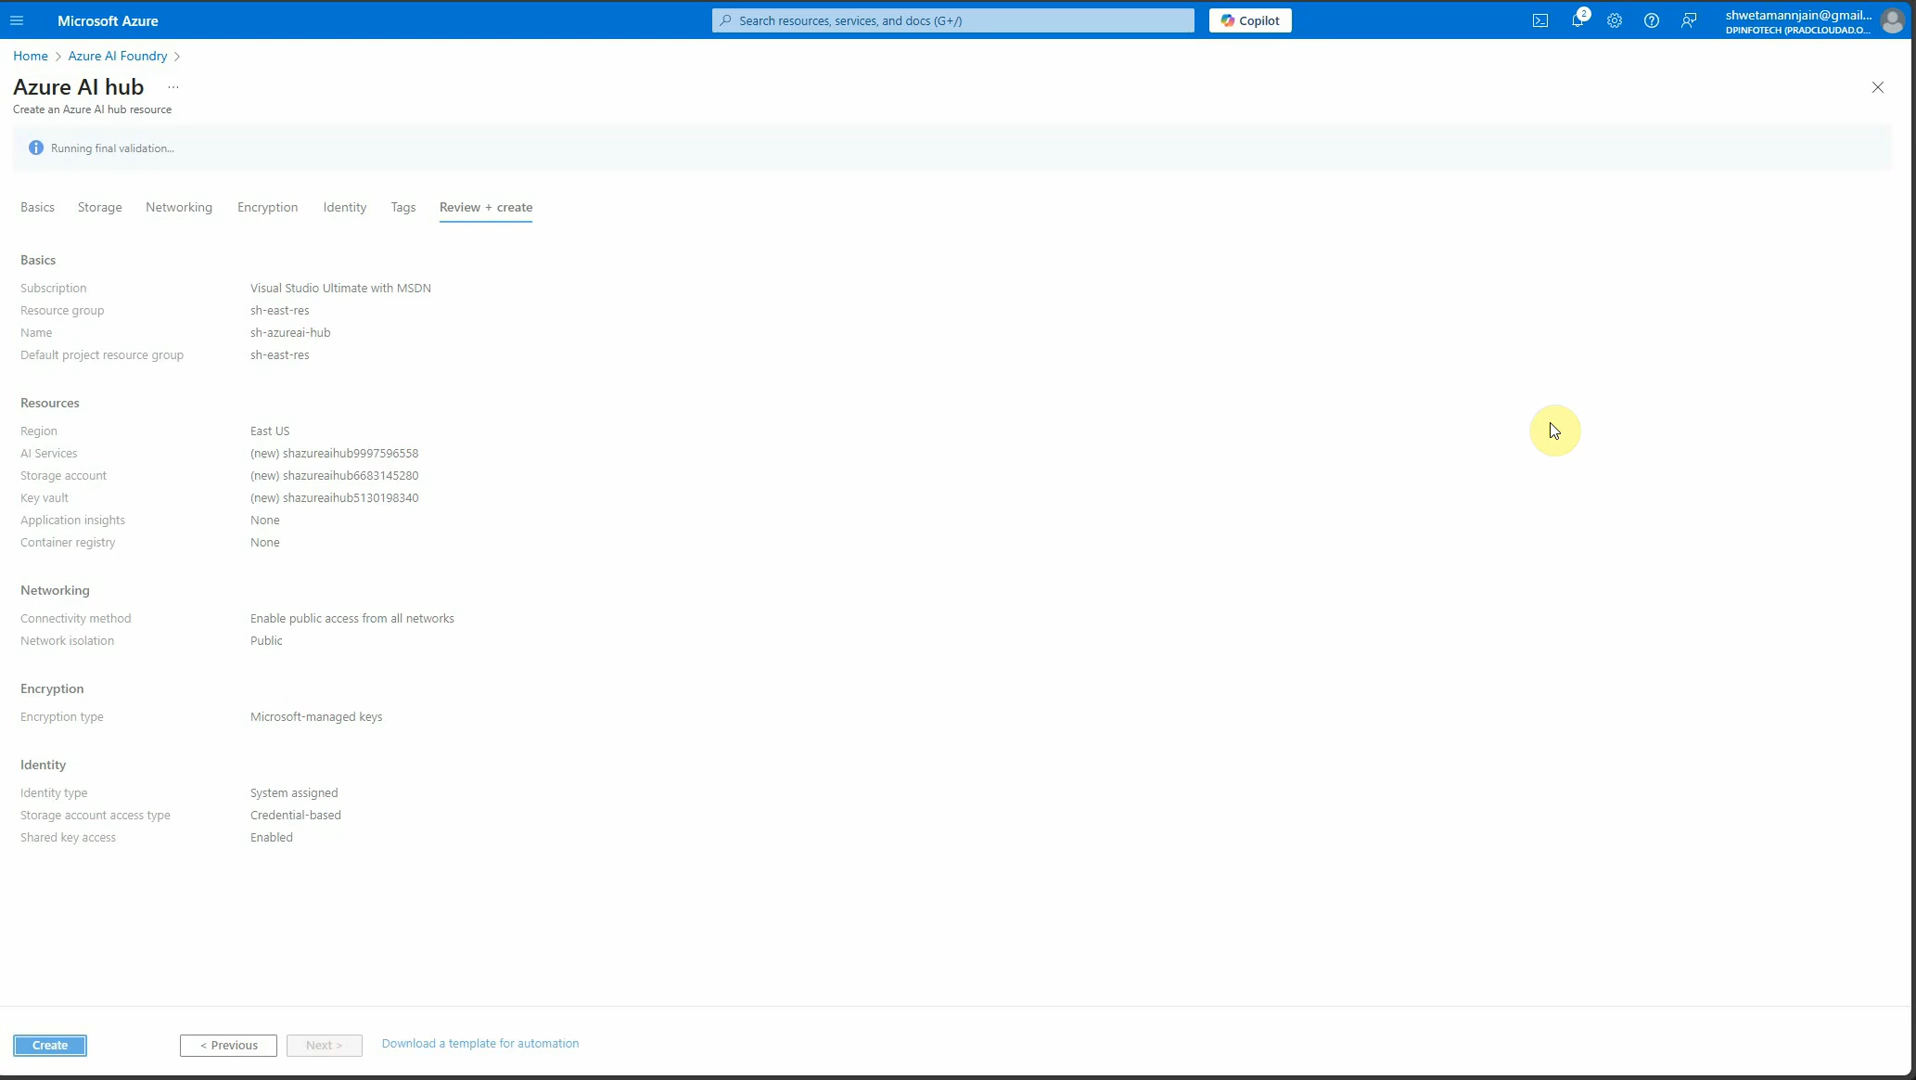 Microsoft Azure
Search resources, services, and docs (G+/)
Copilot
2
shwetamannjain@gmail...
DPINFOTECH (PRADCLOUDAD.O...
Home > Azure AI Foundry >
Azure AI hub ...
Create an Azure AI hub resource
Running final validation...
Basics Storage Networking Encryption Identity Tags Review + create
Basics
Subscription Visual Studio Ultimate with MSDN
Resource group sh-east-res
Name sh-azureai-hub
Default project resource group sh-east-res
Resources
Region East US
AI Services (new) shazureaihub9997596558
Storage account (new) shazureaihub6683145280
Key vault (new) shazureaihub5130198340
Application insights None
Container registry None
Networking
Connectivity method Enable public access from all networks
Network isolation Public
Encryption
Encryption type Microsoft-managed keys
Identity
Identity type System assigned
Storage account access type Credential-based
Shared key access Enabled
Create < Previous Next > Download a template for automation